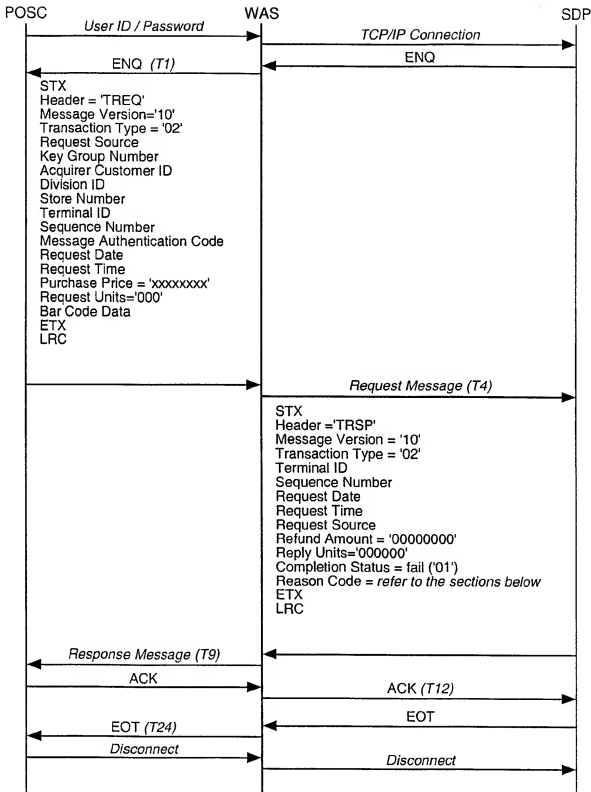 POSC WAS SDP
User ID / Password
TCP/IP Connection
ENQ
ENQ (T1)
STX
Header = 'TREQ'
Message Version='10'
Transaction Type = '02'
Request Source
Key Group Number
Acquirer Customer ID
Division ID
Store Number
Terminal ID
Sequence Number
Message Authentication Code
Request Date
Request Time
Purchase Price = 'xxxxxxxx'
Request Units='000'
Bar Code Data
ETX
LRC
Request Message (T4)
STX
Header ='TRSP'
Message Version = '10'
Transaction Type = '02'
Terminal ID
Sequence Number
Request Date
Request Time
Request Source
Refund Amount = '00000000'
Reply Units='000000'
Completion Status = fail ('01')
Reason Code = refer to the sections below
ETX
LRC
Response Message (T9)
ACK
ACK (T12)
EOT
EOT (T24)
Disconnect
Disconnect